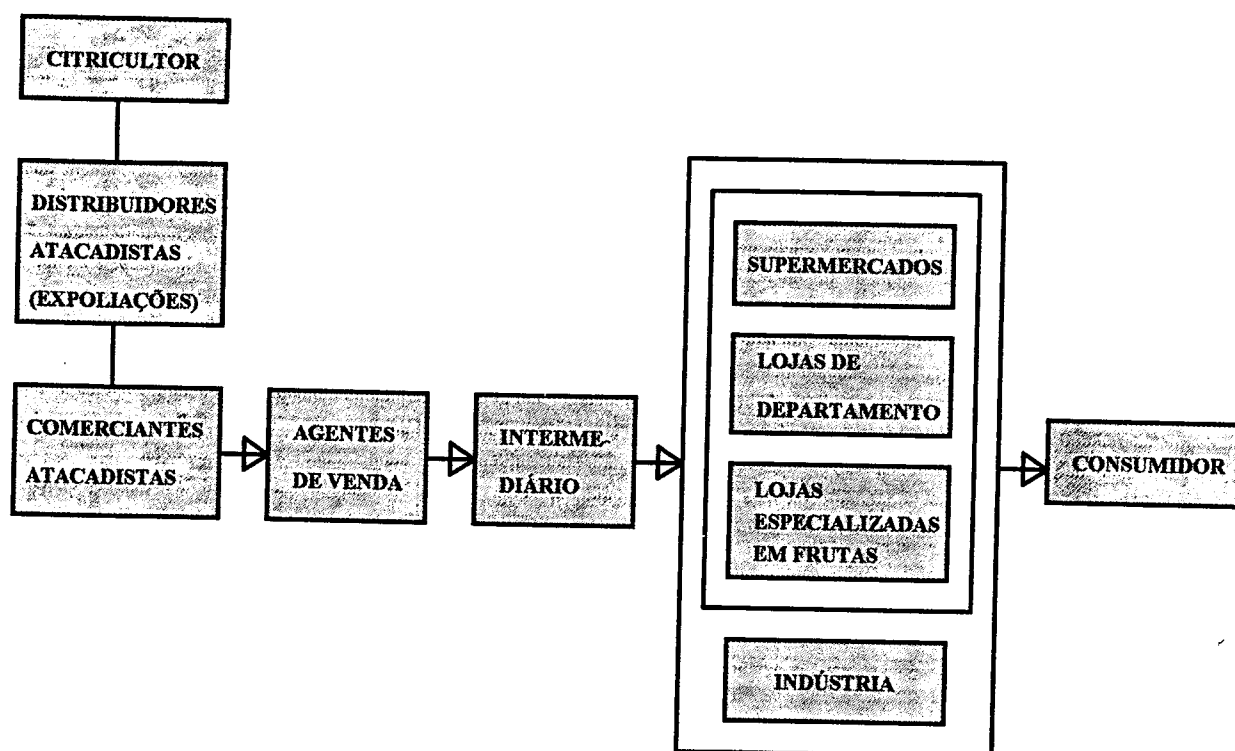 CITRICULTOR
DISTRIBUIDORES
ATACADISTAS
(EXPOLIAÇÕES)
COMERCIANTES
ATACADISTAS
AGENTES
DE VENDA
INTERME-
DIÁRIO
SUPERMERCADOS
LOJAS DE
DEPARTAMENTO
LOJAS
ESPECIALIZADAS
EM FRUTAS
INDÚSTRIA
CONSUMIDOR